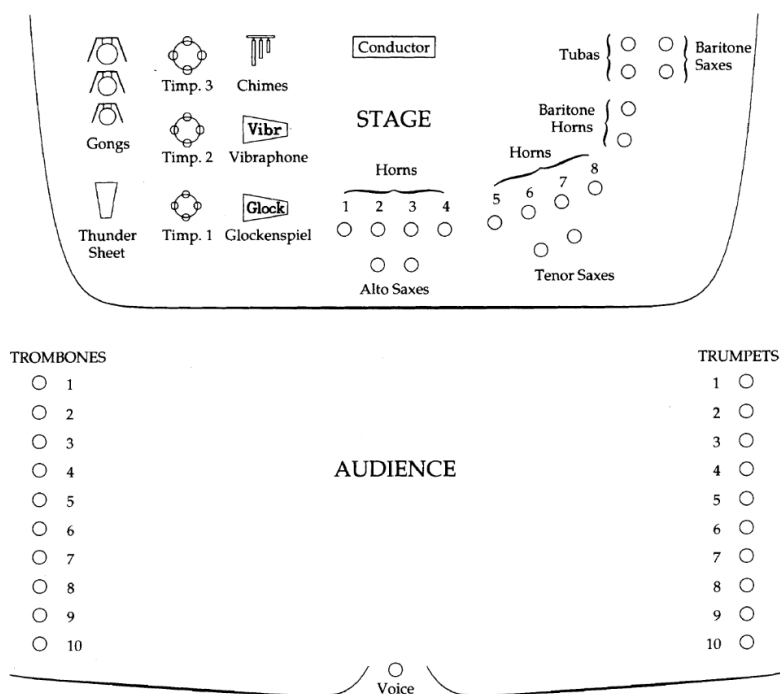 Conductor
Tubas
Baritone
Saxes
Timp. 3
Chimes
Gongs
STAGE
Baritone
Horns
Vibr
Timp. 2
Vibraphone
Horns
Horns
1 2 3 4
5 6 7 8
Glock
Thunder
Sheet
Timp. 1
Glockenspiel
Alto Saxes
Tenor Saxes
TROMBONES
TRUMPETS
1
2
3
4
5
6
7
8
9
10
AUDIENCE
1
2
3
4
5
6
7
8
9
10
Voice